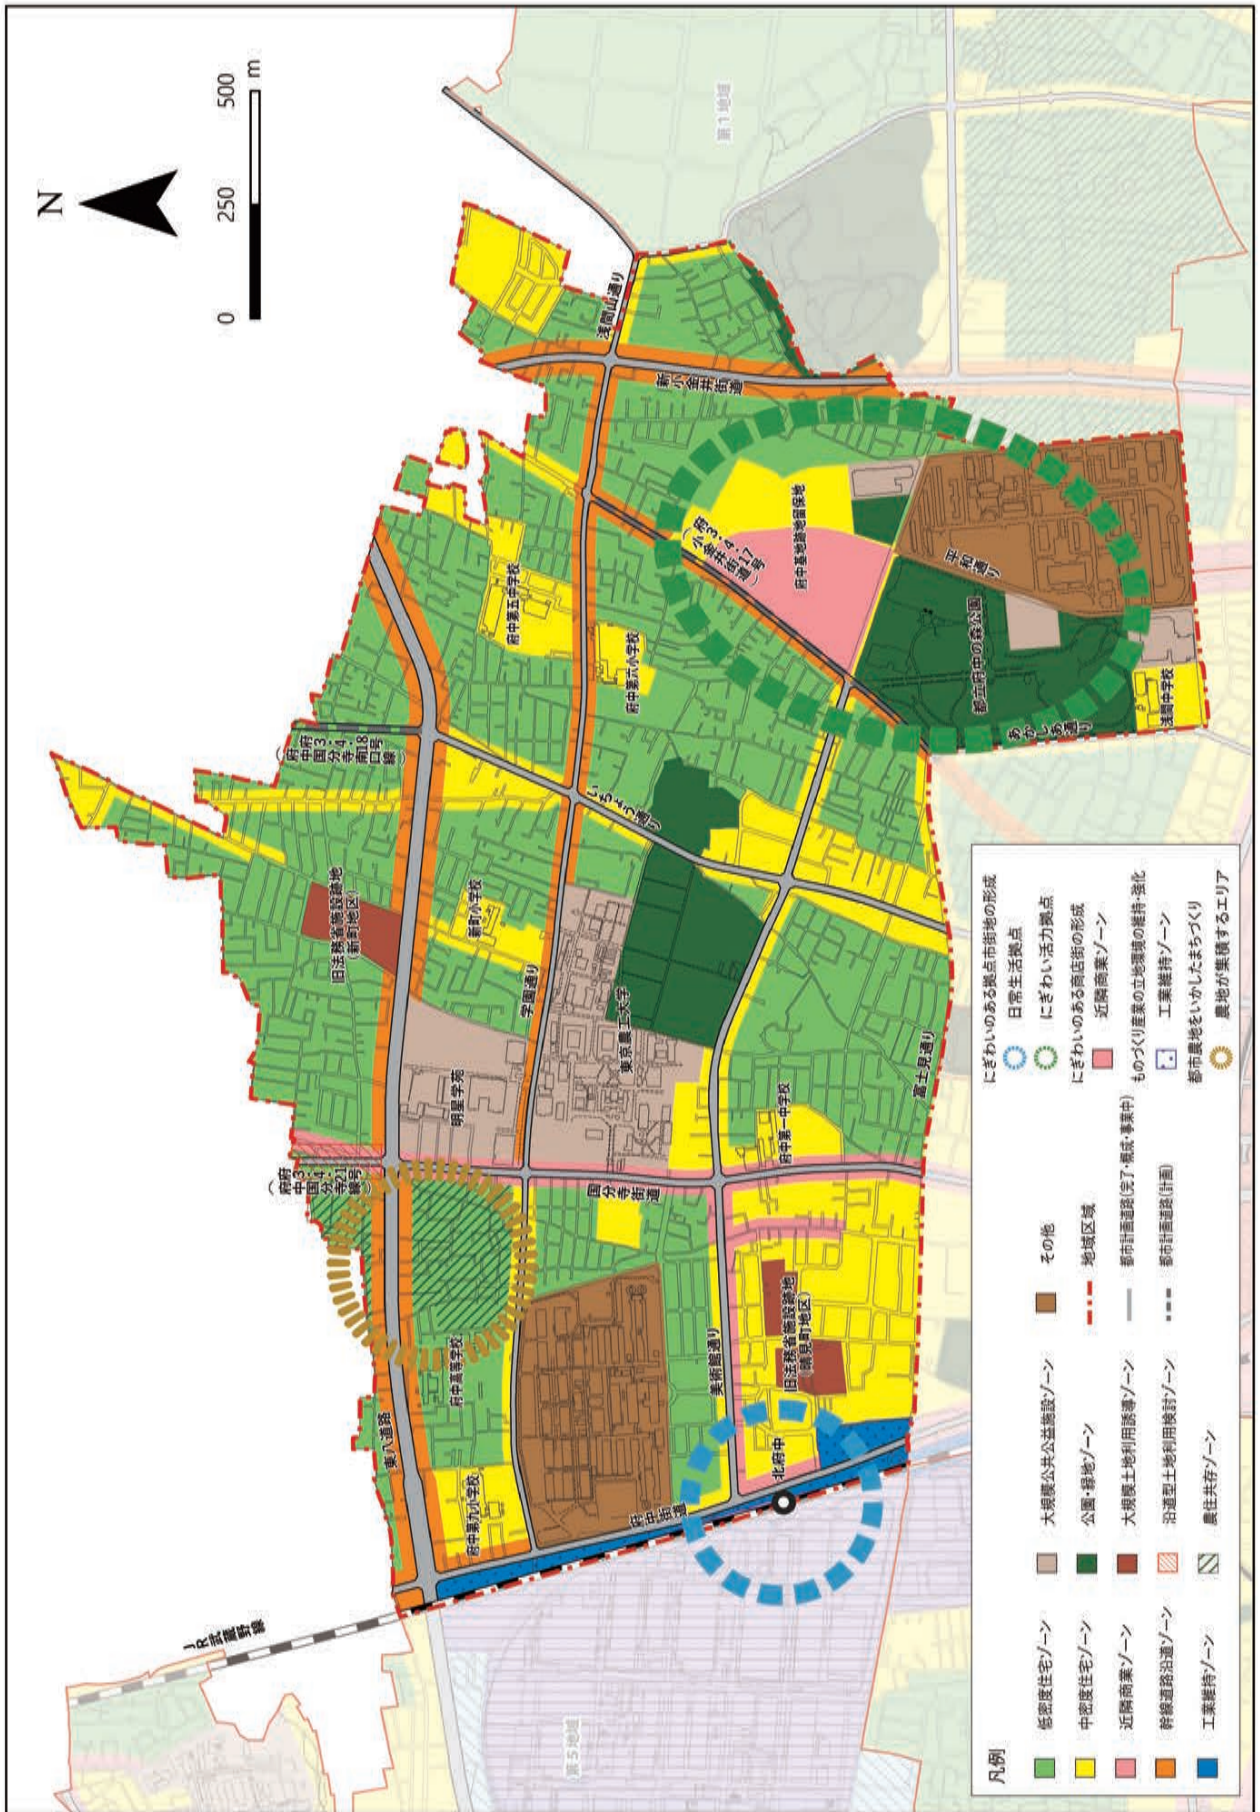 N
0 250 500 m
第1地域
浅間山通り
新小金井街道
府中3・4・17号
(小金井街道)
府中基地跡地留保地
平和通り
都立府中の森公園
浅間中学校
あかしあ通り
府中第五中学校
府中第六小学校
府中3・4・18号
(府中国分寺南口線)
いちょう通り
旧法務省施設跡地
(新町地区)
新町小学校
学園通り
東京農工大学
明星学苑
府中第一中学校
富士見通り
府中3・4・21号
(府中国分寺線)
国分寺街道
東八道路
府中高等学校
府中第九小学校
美術館通り
旧法務省施設跡地
(晴見町地区)
北府中
府中街道
JR武蔵野線
第5地域
凡例
低密度住宅ゾーン
中密度住宅ゾーン
近隣商業ゾーン
幹線道路沿道ゾーン
工業維持ゾーン
大規模公共公益施設ゾーン
公園・緑地ゾーン
大規模土地利用誘導ゾーン
沿道型土地利用検討ゾーン
農住共存ゾーン
その他
地域区域
都市計画道路(完了・概成・事業中)
都市計画道路(計画)
にぎわいのある拠点市街地の形成
日常生活拠点
にぎわい活力拠点
にぎわいのある商店街の形成
近隣商業ゾーン
ものづくり産業の立地環境の維持・強化
工業維持ゾーン
都市農地をいかしたまちづくり
農地が集積するエリア